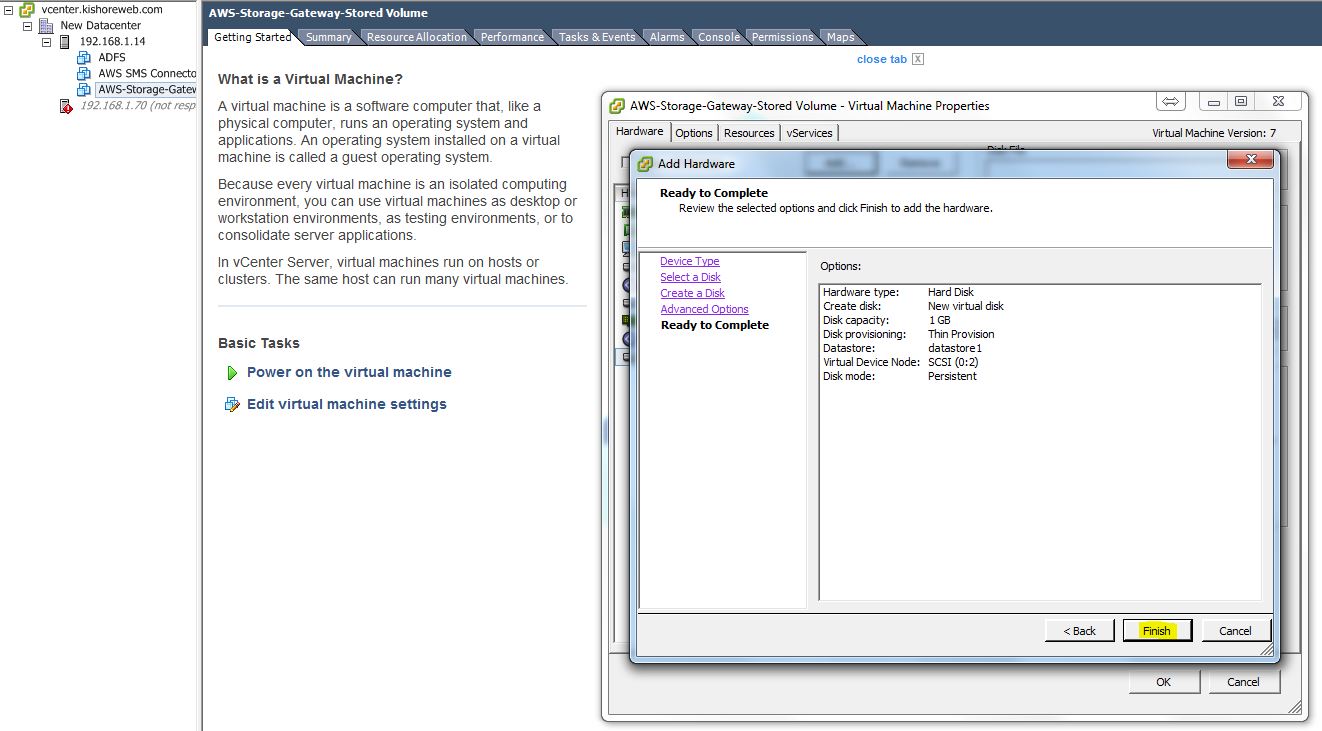 vcenter.kishoreweb.com
New Datacenter
192.168.1.14
ADFS
AWS SMS Connecto
AWS-Storage-Gatew
192.168.1.70 (not resp
AWS-Storage-Gateway-Stored Volume
Getting Started Summary Resource Allocation Performance Tasks & Events Alarms Console Permissions Maps
close tab X
What is a Virtual Machine?
A virtual machine is a software computer that, like a
physical computer, runs an operating system and
applications. An operating system installed on a virtual
machine is called a guest operating system.
Because every virtual machine is an isolated computing
environment, you can use virtual machines as desktop or
workstation environments, as testing environments, or to
consolidate server applications.
In vCenter Server, virtual machines run on hosts or
clusters. The same host can run many virtual machines.
Basic Tasks
Power on the virtual machine
Edit virtual machine settings
AWS-Storage-Gateway-Stored Volume - Virtual Machine Properties
Hardware Options Resources vServices Virtual Machine Version: 7
Add Hardware
Ready to Complete
Review the selected options and click Finish to add the hardware.
Device Type
Select a Disk
Create a Disk
Advanced Options
Ready to Complete
Options:
Hardware type: Hard Disk
Create disk: New virtual disk
Disk capacity: 1 GB
Disk provisioning: Thin Provision
Datastore: datastore1
Virtual Device Node: SCSI (0:2)
Disk mode: Persistent
< Back Finish Cancel
OK Cancel